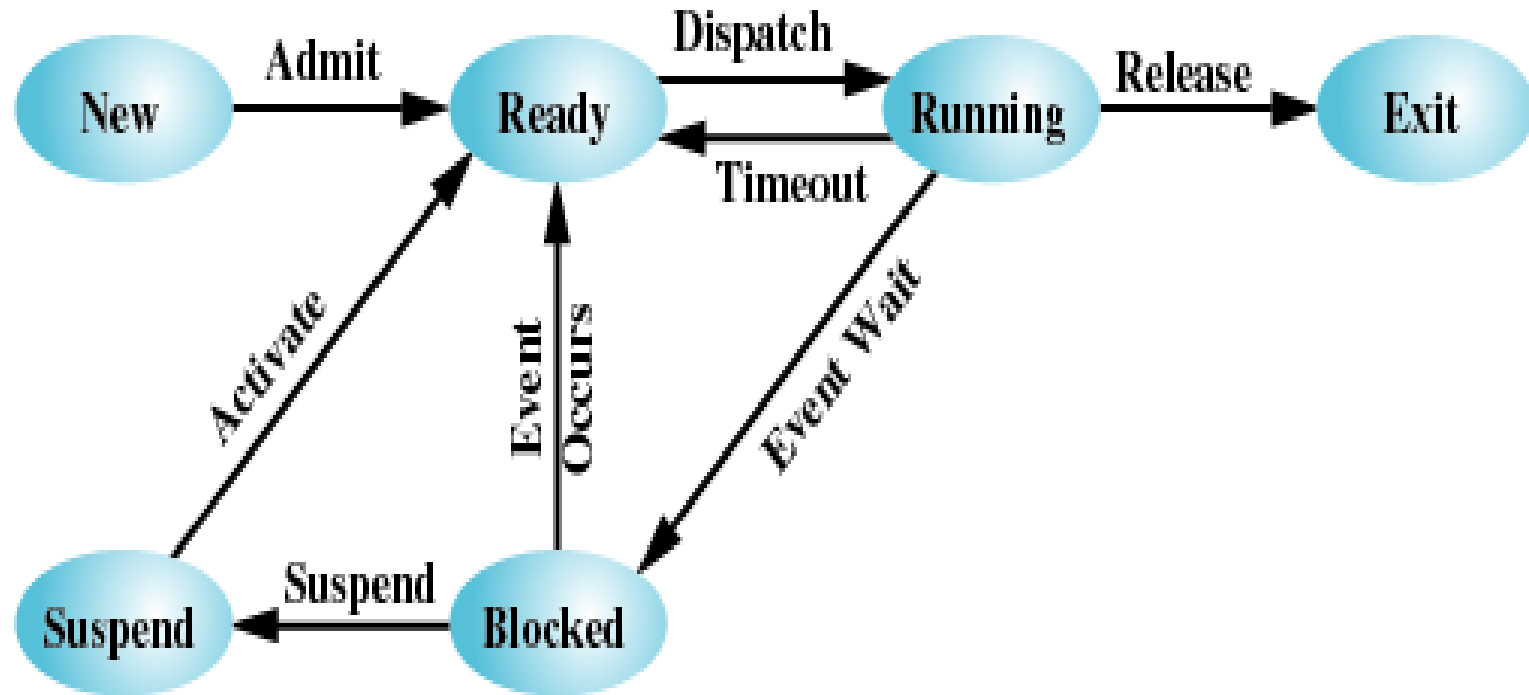 Dispatch
Admit
Release
New
Ready
Running
Exit
Timeout
Activate
Event
Occurs
Event Wait
Suspend
Suspend
Blocked